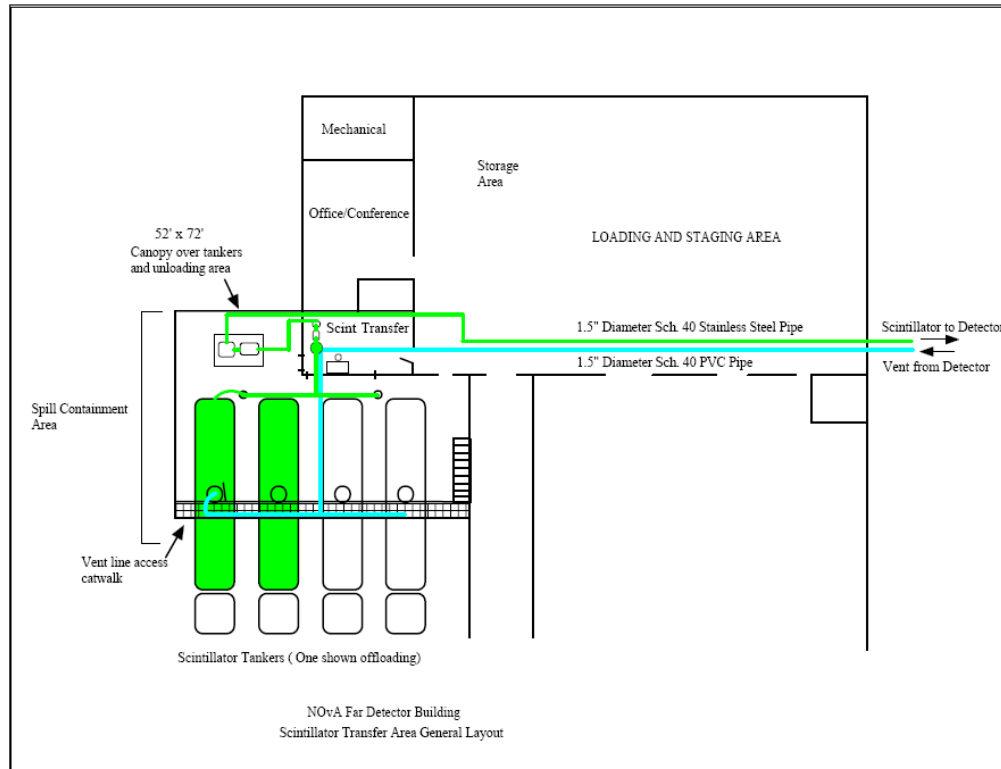 Mechanical
Storage
Area
Office/Conference
52' x 72'
Canopy over tankers
and unloading area
LOADING AND STAGING AREA
Scint Transfer
1.5" Diameter Sch. 40 Stainless Steel Pipe
Scintillator to Detector
1.5" Diameter Sch. 40 PVC Pipe
Vent from Detector
Spill Containment
Area
Vent line access
catwalk
Scintillator Tankers ( One shown offloading)
NOvA Far Detector Building
Scintillator Transfer Area General Layout